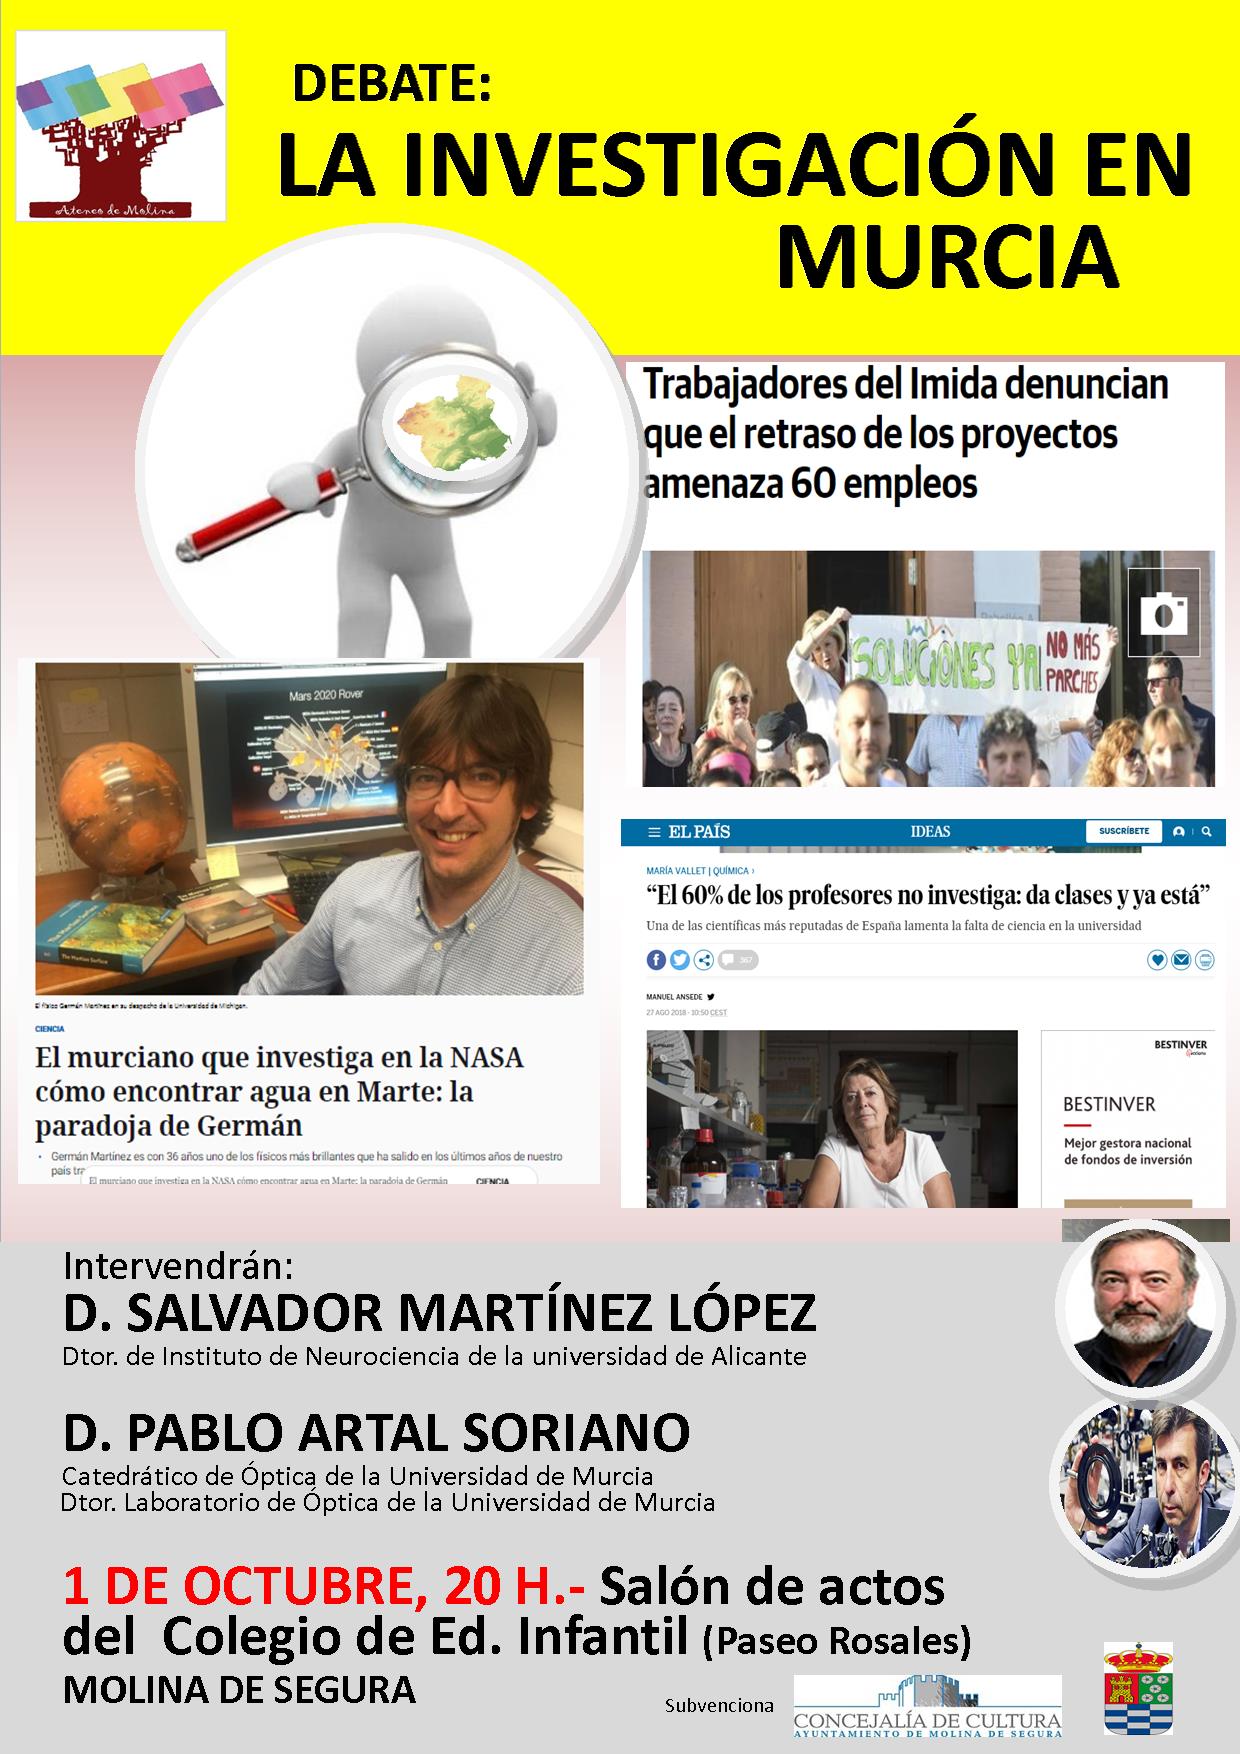 Ateneo de Molina
DEBATE:
LA INVESTIGACIÓN EN
MURCIA
Trabajadores del Imida denuncian
que el retraso de los proyectos
amenaza 60 empleos
SOLUCIONES YA!
NO MÁS
PARCHES
Mars 2020 Rover
The Martian Surface
El físico Germán Martínez en su despacho de la Universidad de Michigan.
CIENCIA
El murciano que investiga en la NASA
cómo encontrar agua en Marte: la
paradoja de Germán
• Germán Martínez es con 36 años uno de los físicos más brillantes que ha salido en los últimos años de nuestro
país
El murciano que investiga en la NASA cómo encontrar agua en Marte: la paradoja de Germán
CIENCIA
EL PAÍS
IDEAS
SUSCRÍBETE
MARÍA VALLET | QUÍMICA ›
“El 60% de los profesores no investiga: da clases y ya está”
Una de las científicas más reputadas de España lamenta la falta de ciencia en la universidad
367
MANUEL ANSEDE
27 AGO 2018 - 10:50 CEST
BESTINVER
BESTINVER
Mejor gestora nacional
de fondos de inversión
Intervendrán:
D. SALVADOR MARTÍNEZ LÓPEZ
Dtor. de Instituto de Neurociencia de la universidad de Alicante
D. PABLO ARTAL SORIANO
Catedrático de Óptica de la Universidad de Murcia
Dtor. Laboratorio de Óptica de la Universidad de Murcia
1 DE OCTUBRE, 20 H.- Salón de actos
del Colegio de Ed. Infantil (Paseo Rosales)
MOLINA DE SEGURA
Subvenciona
CONCEJALÍA DE CULTURA
AYUNTAMIENTO DE MOLINA DE SEGURA